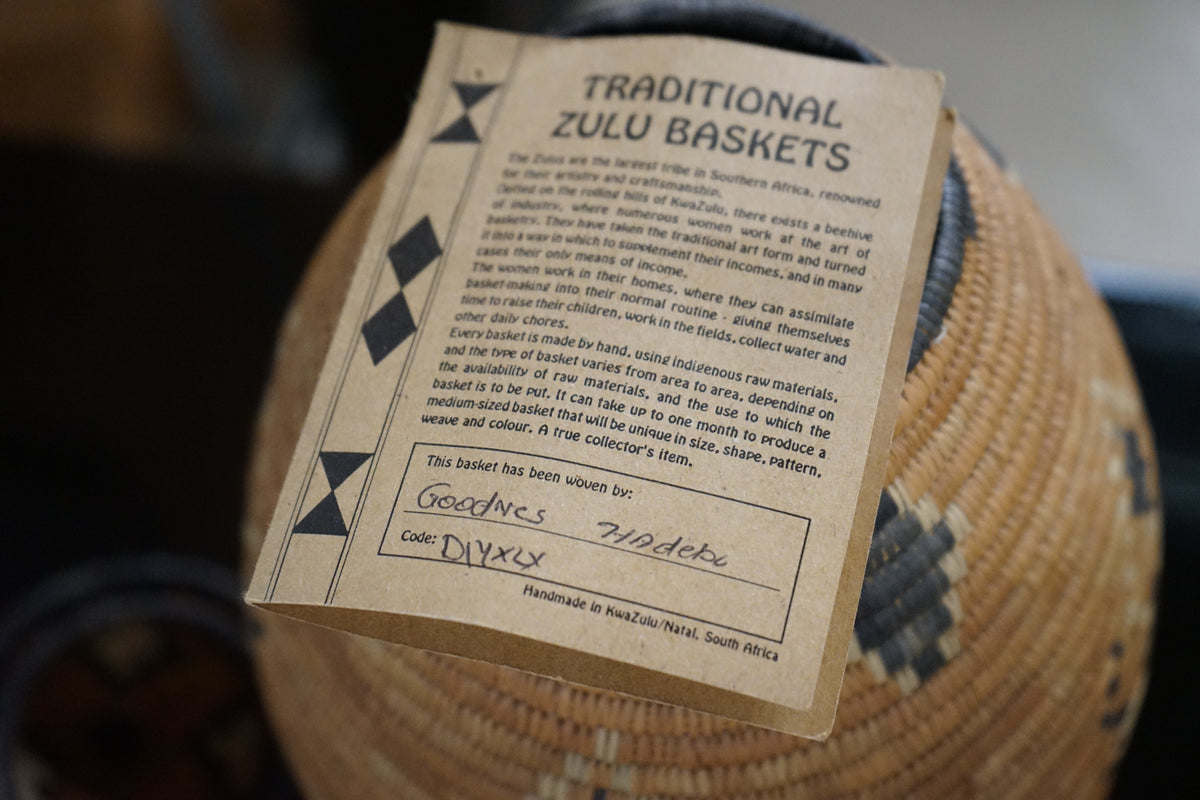 TRADITIONAL
ZULU BASKETS
The Zulus are the largest tribe in Southern Africa, renowned
for their artistry and craftsmanship.
Dotted on the rolling hills of KwaZulu, there exists a beehive
of industry, where numerous women work at the art of
basketry. They have taken the traditional art form and turned
it into a way in which to supplement their incomes, and in many
cases their only means of income.
The women work in their homes, where they can assimilate
basket-making into their normal routine - giving themselves
time to raise their children, work in the fields, collect water and
other daily chores.
Every basket is made by hand, using indigenous raw materials,
and the type of basket varies from area to area, depending on
the availability of raw materials, and the use to which the
basket is to be put. It can take up to one month to produce a
medium-sized basket that will be unique in size, shape, pattern,
weave and colour. A true collector's item.
This basket has been woven by:
Goodnes Hadebe
Code: DIYXLX
Handmade in KwaZulu/Natal, South Africa